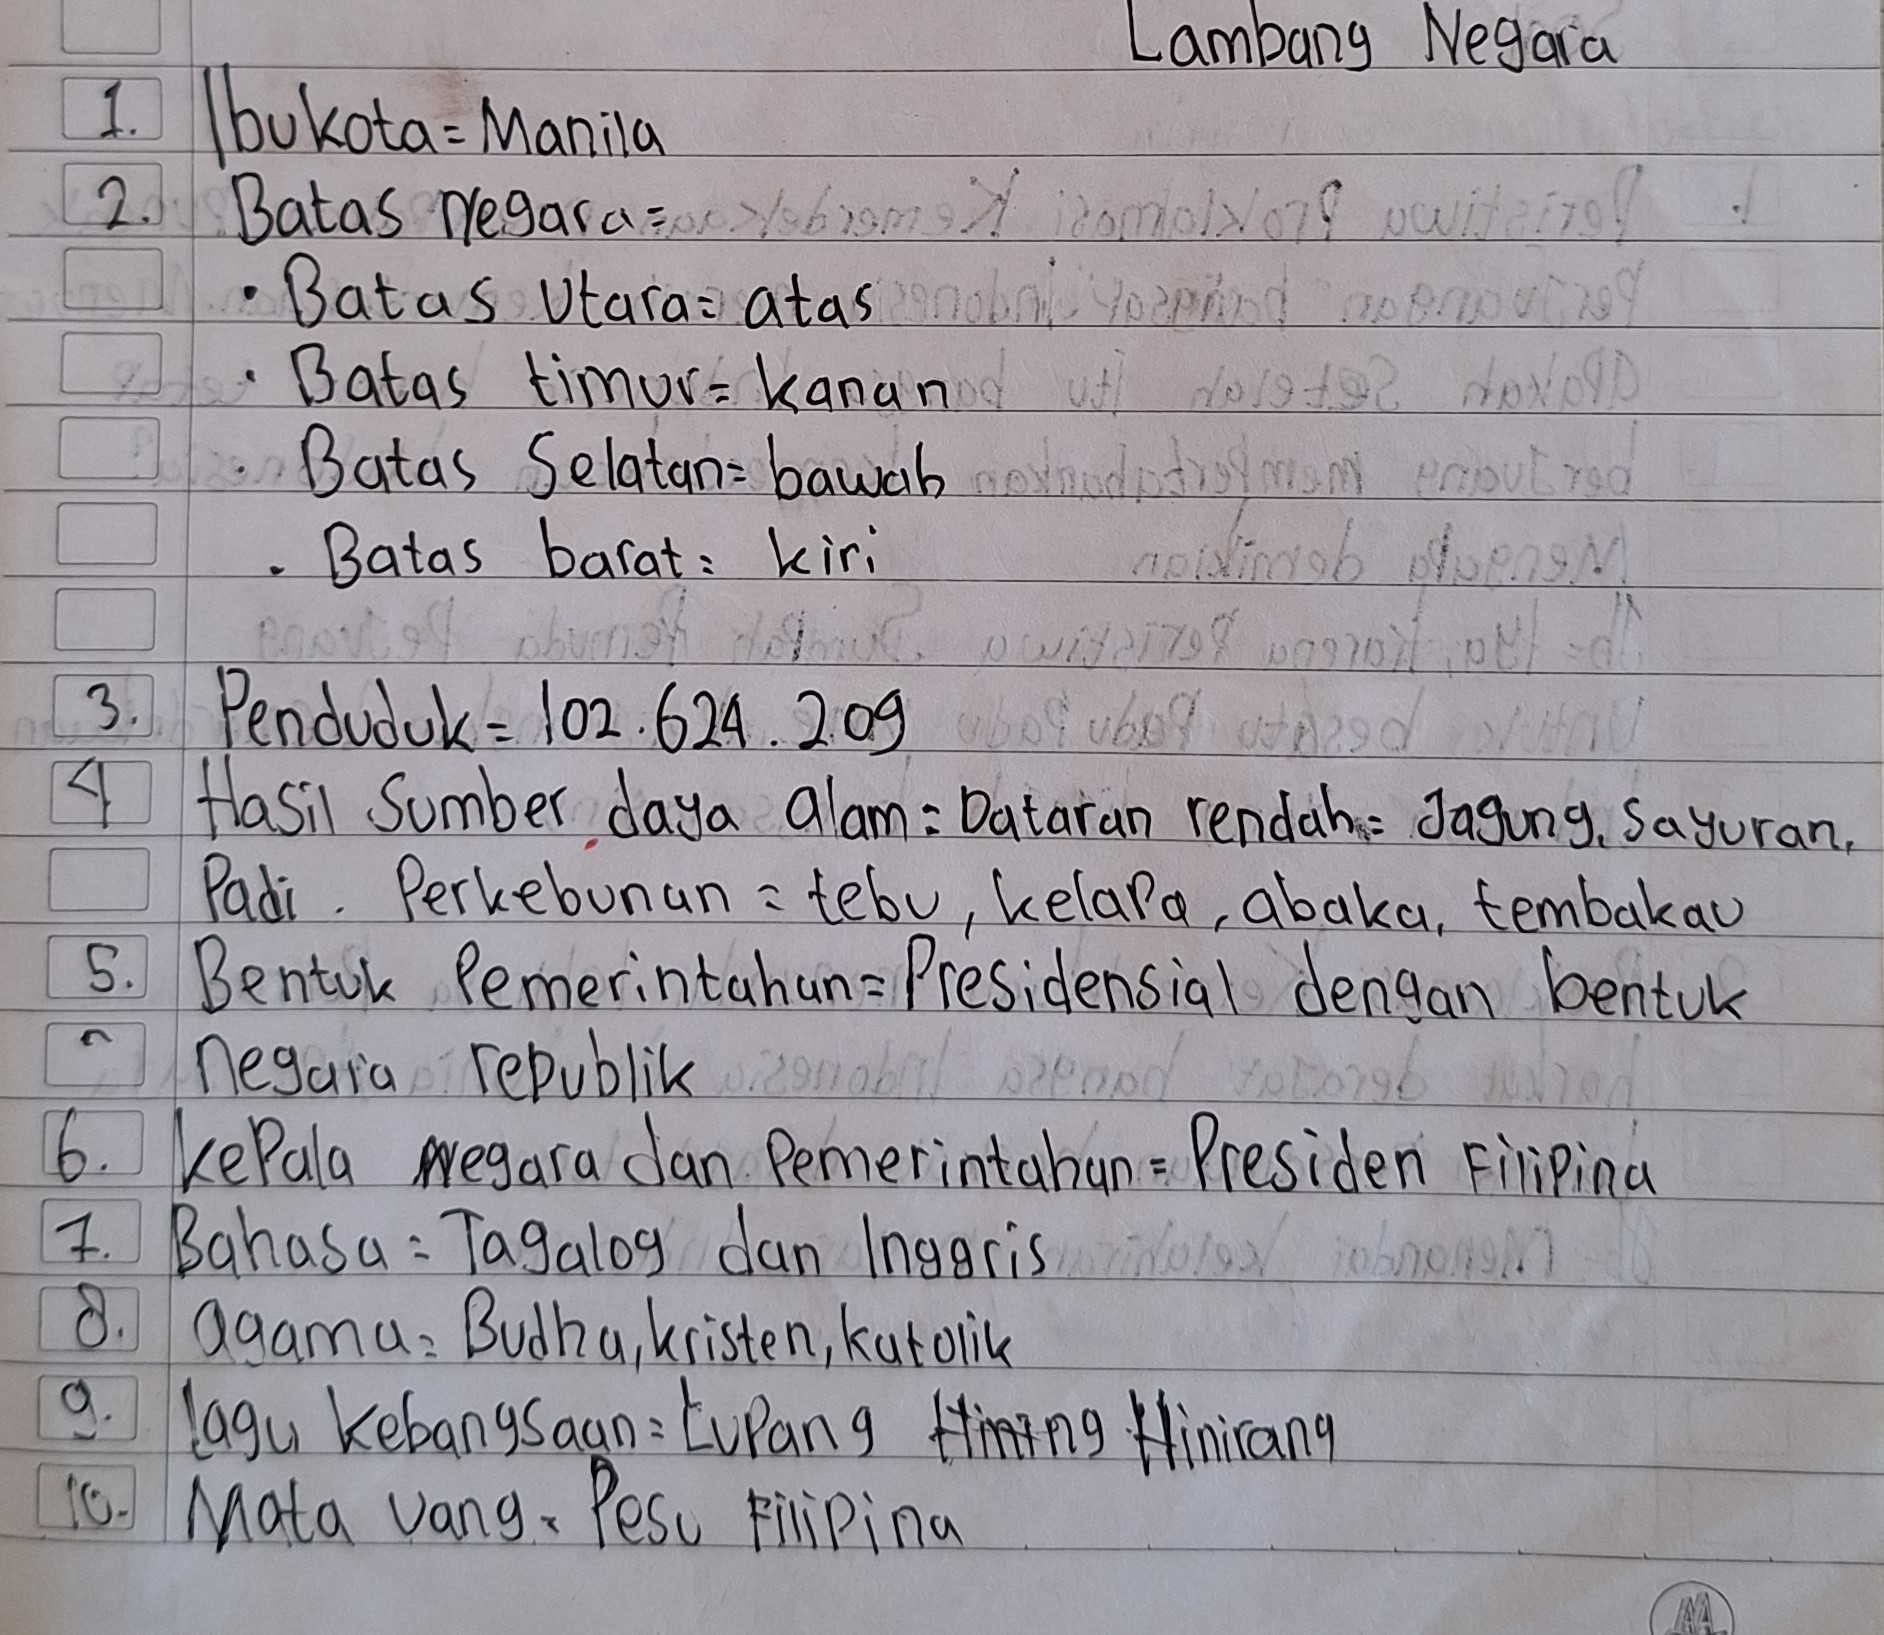 Lambang Negara
1. Ibukota = Manila
2. Batas Negara =
• Batas Utara = atas
• Batas timur = kanan
• Batas Selatan = bawah
• Batas barat = kiri
3. Penduduk = 102.624.209
4 Hasil Sumber daya alam = Dataran rendah = Jagung, Sayuran,
Padi. Perkebunan = tebu, kelapa, abaka, tembakau
5. Bentuk Pemerintahan = Presidensial dengan bentuk
negara republik
6. kepala Negara dan Pemerintahan = Presiden Filipina
7. Bahasa = Tagalog dan Inggris
8. agama = Budha, kristen, katolik
9. lagu kebangsaan = Lupang Hining Hinirang
10. Mata uang = Peso Filipina